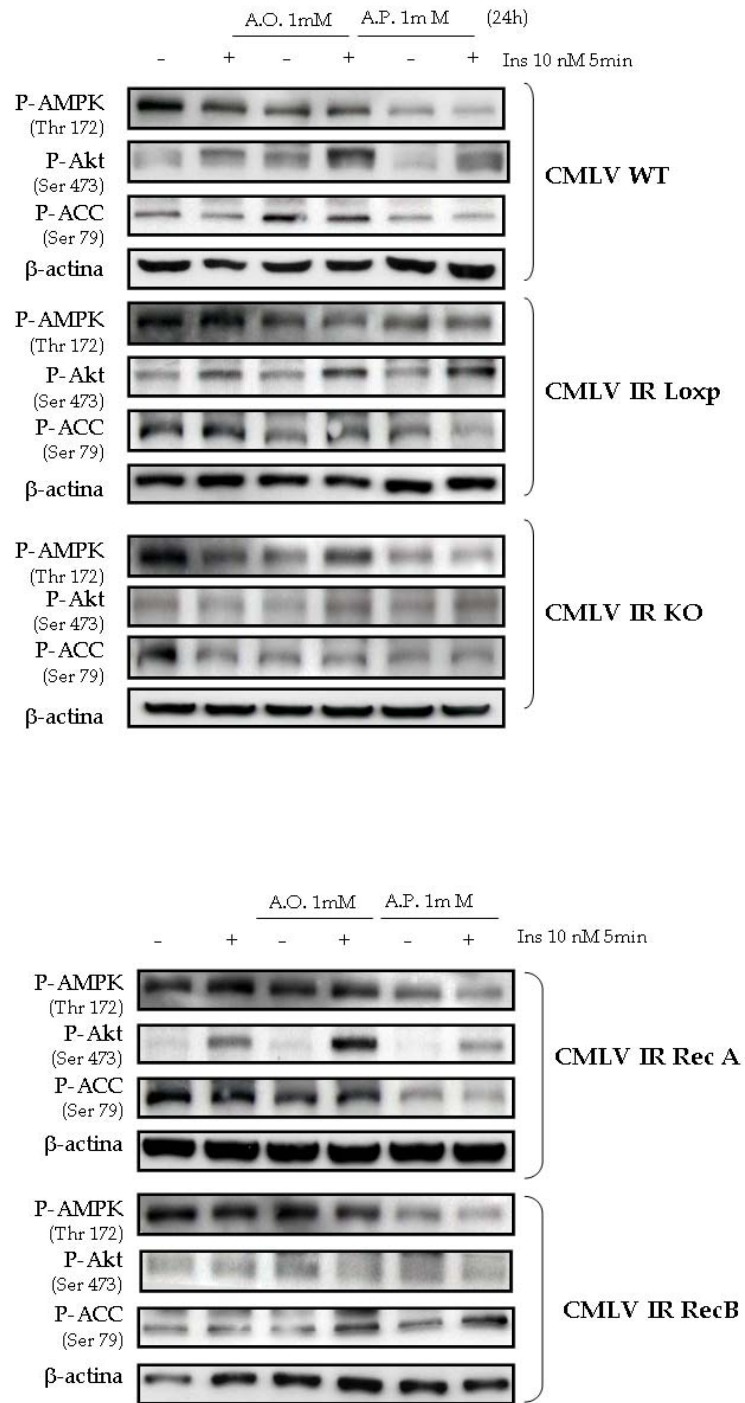 A.O. 1mM A.P. 1m M (24h)
- + - + - + Ins 10 nM 5min
P-AMPK
(Thr 172)
P-Akt
(Ser 473)
P-ACC
(Ser 79)
β-actina
CMLV WT
P-AMPK
(Thr 172)
P-Akt
(Ser 473)
P-ACC
(Ser 79)
β-actina
CMLV IR Loxp
P-AMPK
(Thr 172)
P-Akt
(Ser 473)
P-ACC
(Ser 79)
β-actina
CMLV IR KO
A.O. 1mM A.P. 1m M
- + - + - + Ins 10 nM 5min
P-AMPK
(Thr 172)
P-Akt
(Ser 473)
P-ACC
(Ser 79)
β-actina
CMLV IR Rec A
P-AMPK
(Thr 172)
P-Akt
(Ser 473)
P-ACC
(Ser 79)
β-actina
CMLV IR RecB